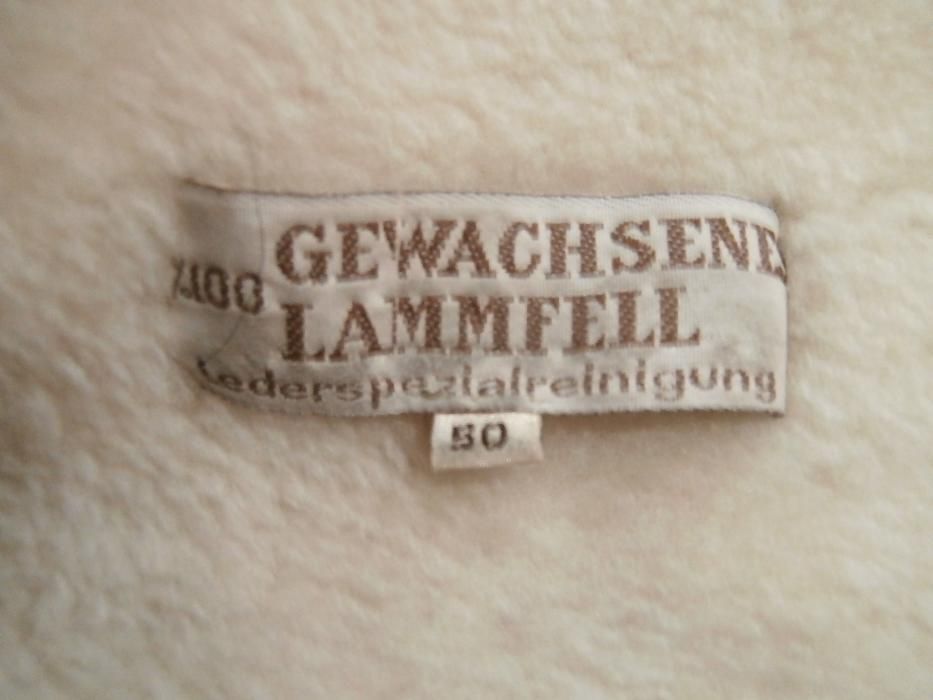 GEWACHSENES
LAMMFELL
Lederspezialreinigung
50